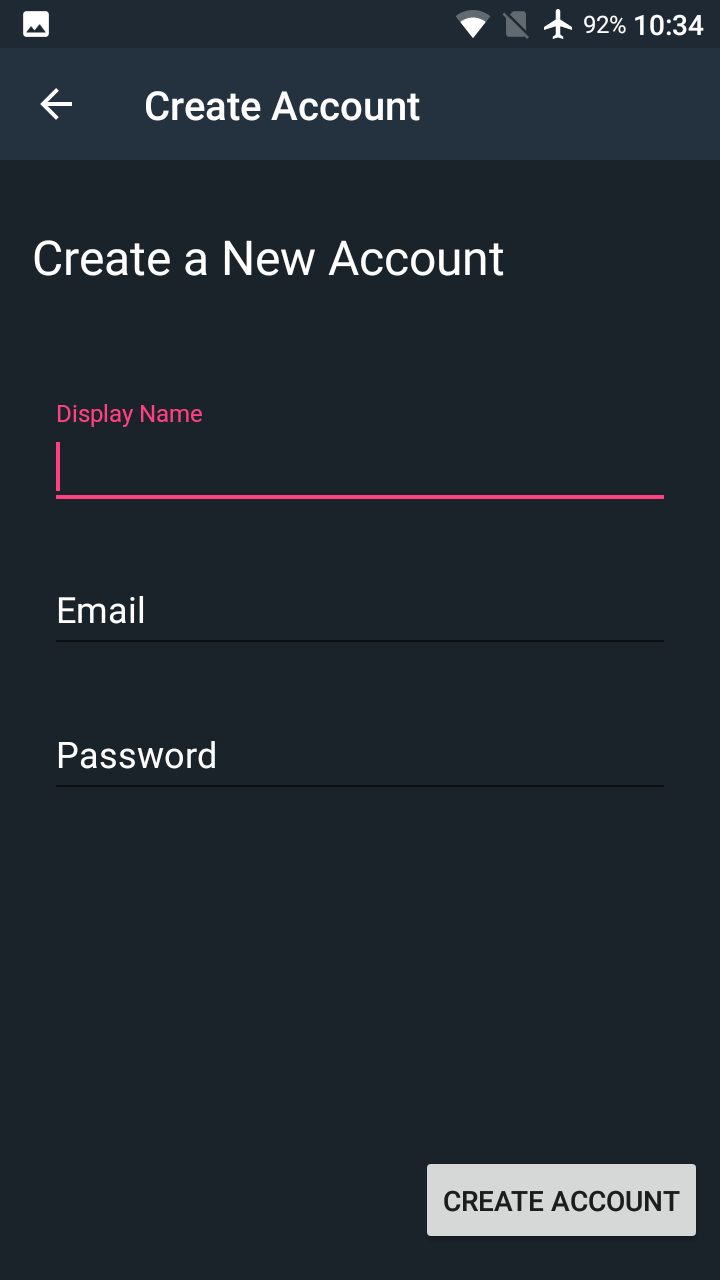 92% 10:34
Create Account
Create a New Account
Display Name
Email
Password
CREATE ACCOUNT